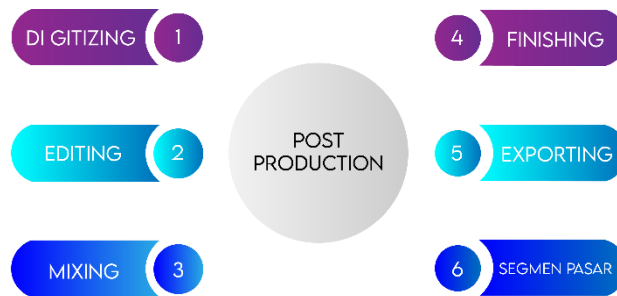 DI GITIZING 1
EDITING 2
MIXING 3
POST
PRODUCTION
4 FINISHING
5 EXPORTING
6 SEGMEN PASAR